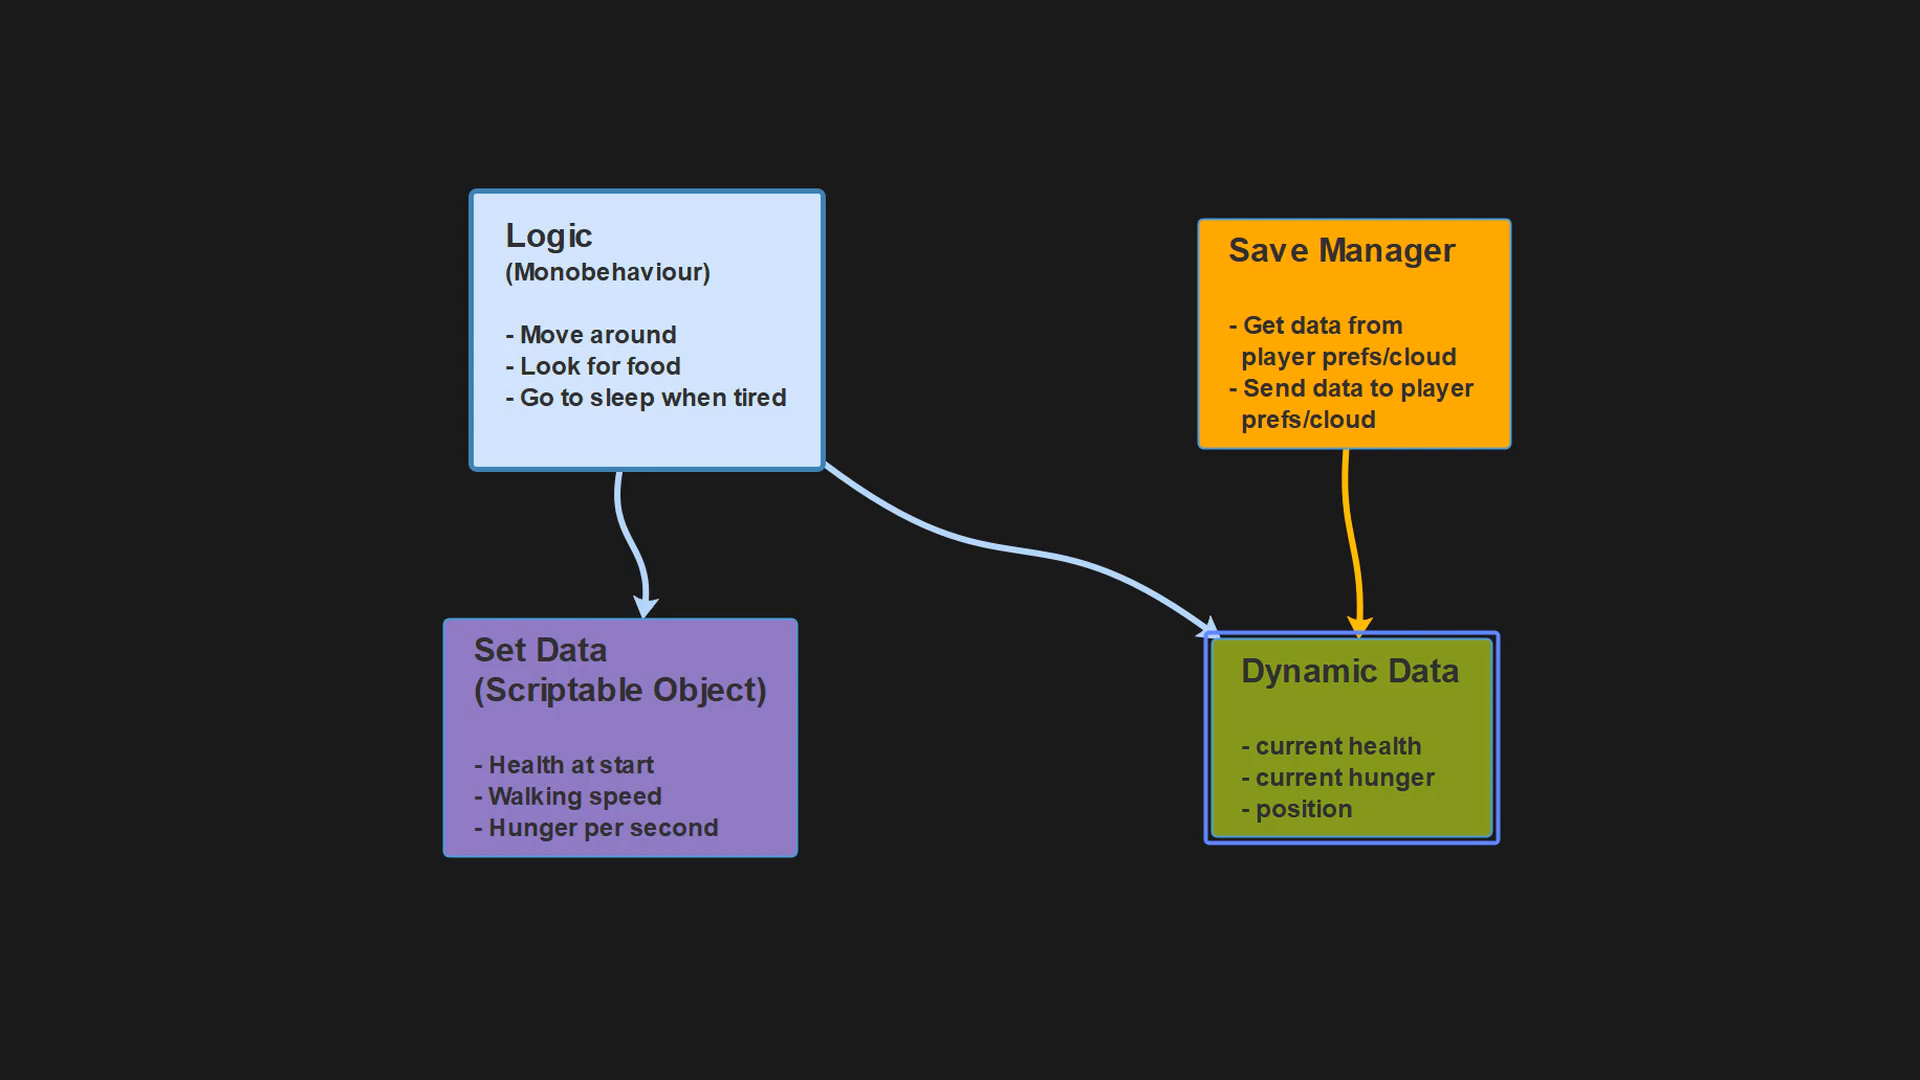 Logic
(Monobehaviour)
- Move around
- Look for food
- Go to sleep when tired
Save Manager
- Get data from
player prefs/cloud
- Send data to player
prefs/cloud
Set Data
(Scriptable Object)
- Health at start
- Walking speed
- Hunger per second
Dynamic Data
- current health
- current hunger
- position